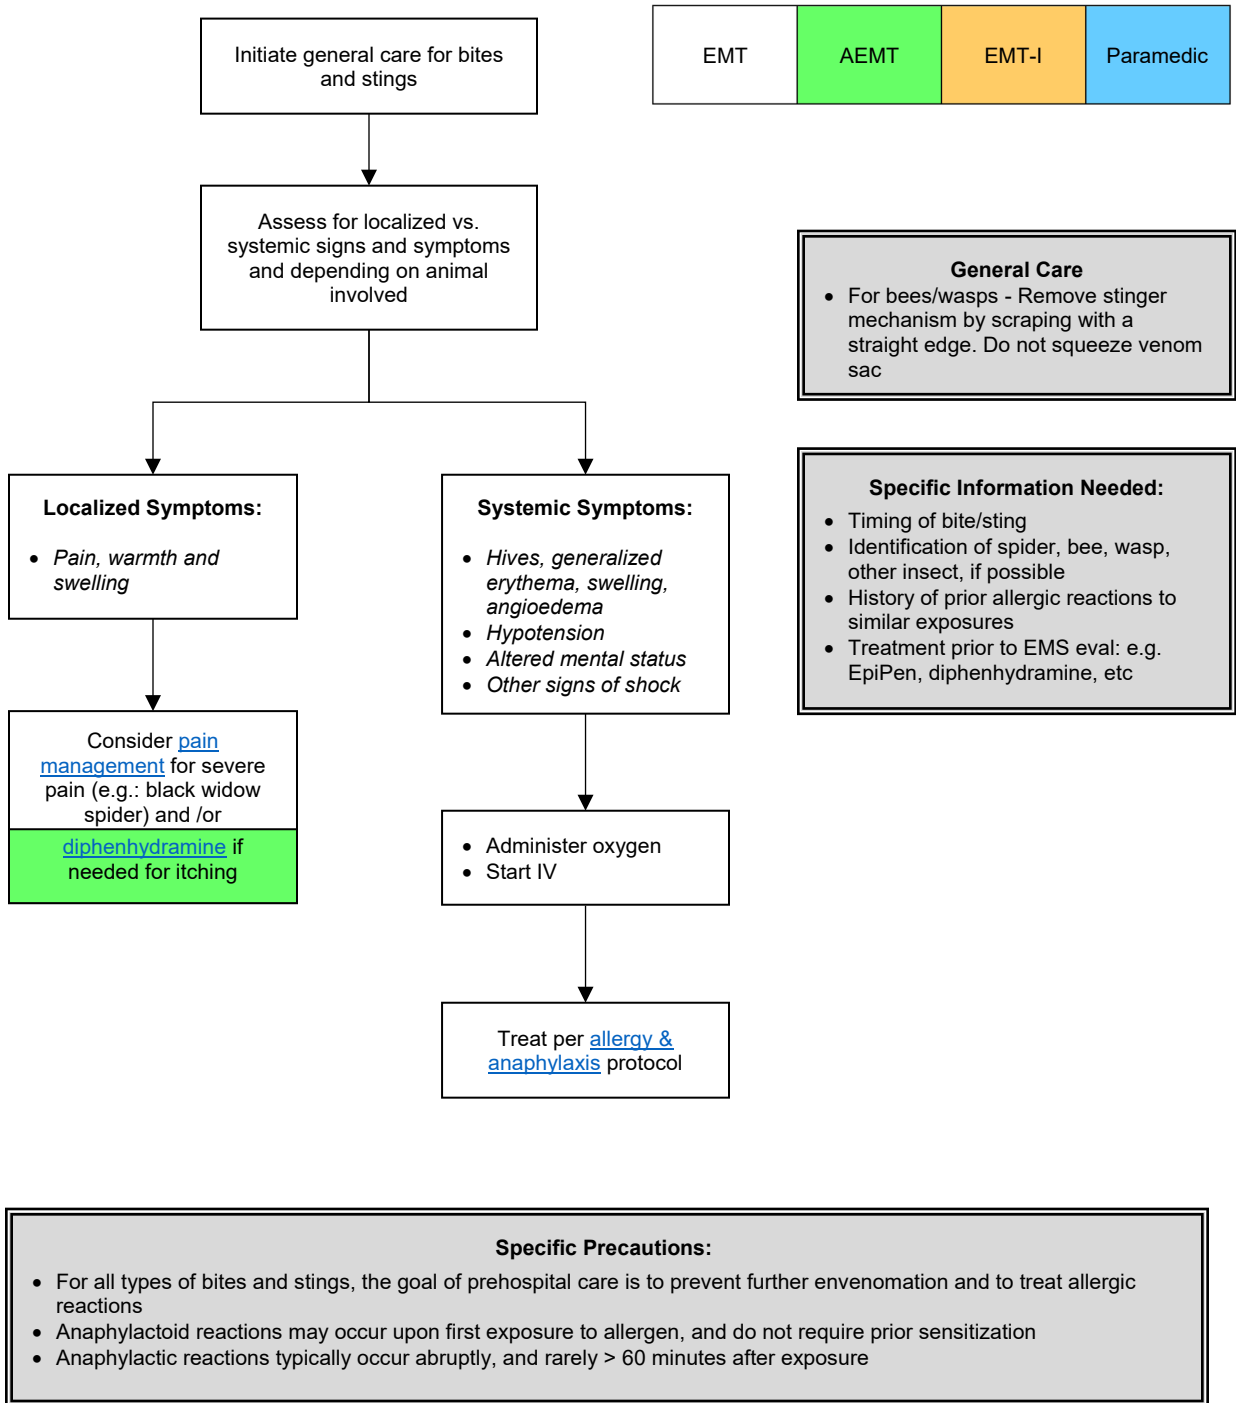 Initiate general care for bites
and stings
EMT
AEMT
EMT-I
Paramedic
Assess for localized vs.
systemic signs and symptoms
and depending on animal
involved
General Care
• For bees/wasps - Remove stinger
mechanism by scraping with a
straight edge. Do not squeeze venom
sac
Localized Symptoms:
• Pain, warmth and
swelling
Systemic Symptoms:
• Hives, generalized
erythema, swelling,
angioedema
• Hypotension
• Altered mental status
• Other signs of shock
Specific Information Needed:
• Timing of bite/sting
• Identification of spider, bee, wasp,
other insect, if possible
• History of prior allergic reactions to
similar exposures
• Treatment prior to EMS eval: e.g.
EpiPen, diphenhydramine, etc
Consider pain
management for severe
pain (e.g.: black widow
spider) and /or
diphenhydramine if
needed for itching
• Administer oxygen
• Start IV
Treat per allergy &
anaphylaxis protocol
Specific Precautions:
• For all types of bites and stings, the goal of prehospital care is to prevent further envenomation and to treat allergic
reactions
• Anaphylactoid reactions may occur upon first exposure to allergen, and do not require prior sensitization
• Anaphylactic reactions typically occur abruptly, and rarely > 60 minutes after exposure